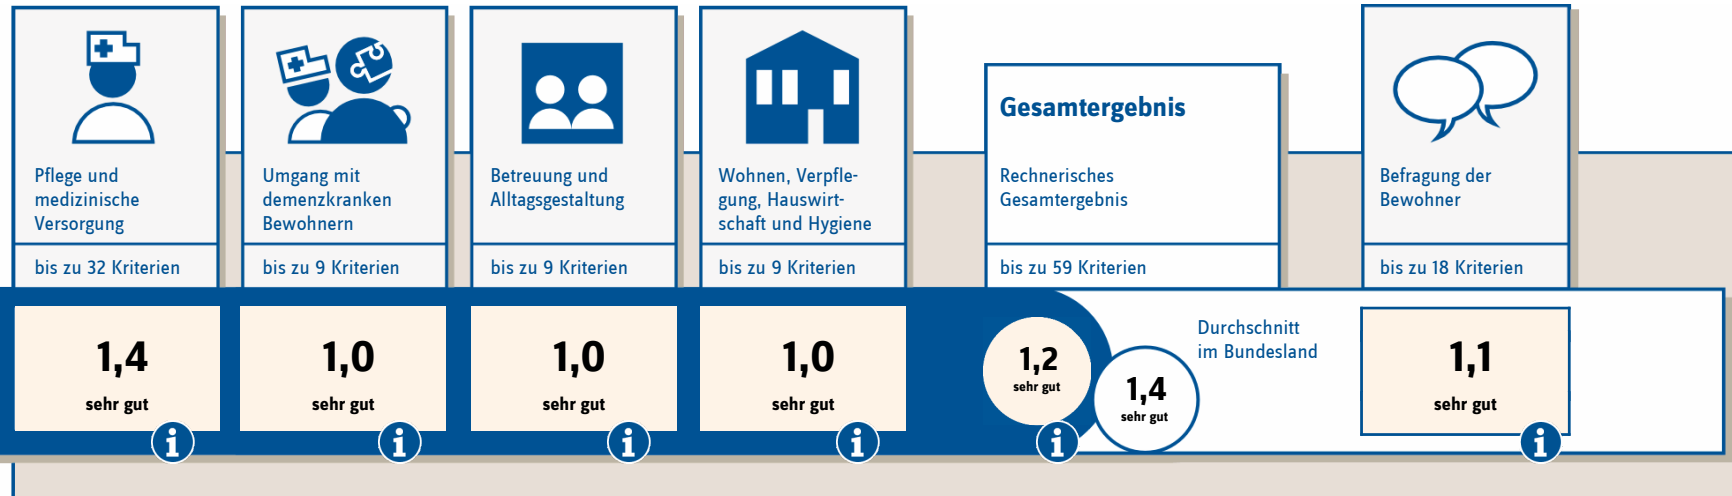 Pflege und
medizinische
Versorgung
bis zu 32 Kriterien
1,4
sehr gut
i
Umgang mit
demenzkranken
Bewohnern
bis zu 9 Kriterien
1,0
sehr gut
i
Betreuung und
Alltagsgestaltung
bis zu 9 Kriterien
1,0
sehr gut
i
Wohnen, Verpfle-
gung, Hauswirt-
schaft und Hygiene
bis zu 9 Kriterien
1,0
sehr gut
i
Gesamtergebnis
Rechnerisches
Gesamtergebnis
bis zu 59 Kriterien
1,2
sehr gut
i
1,4
sehr gut
Durchschnitt
im Bundesland
Befragung der
Bewohner
bis zu 18 Kriterien
1,1
sehr gut
i